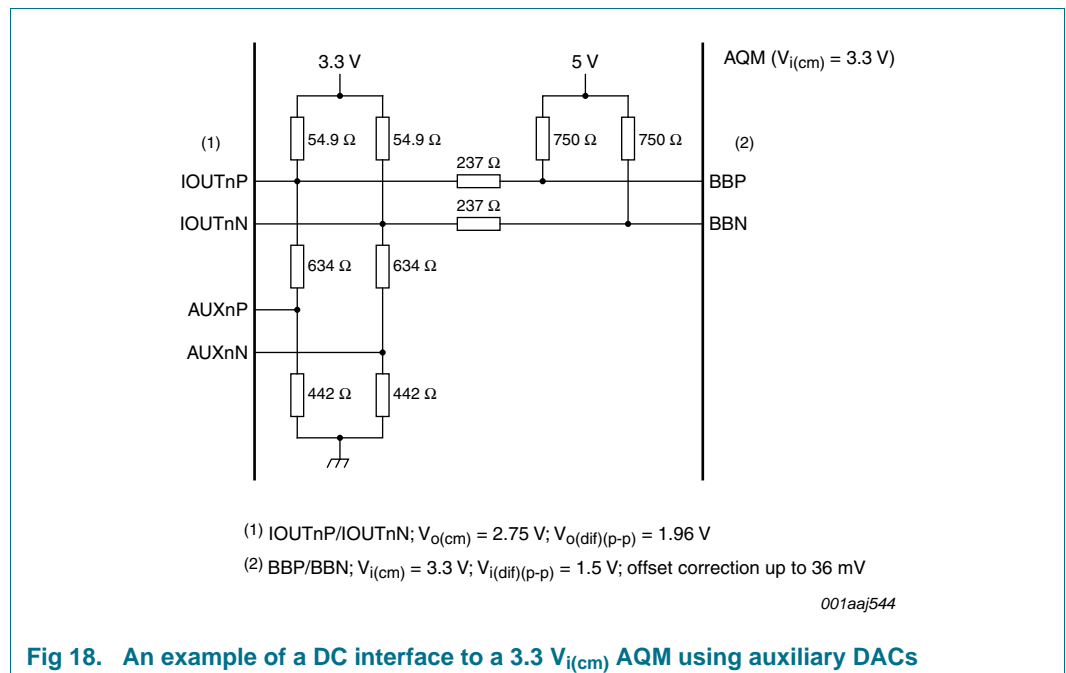 3.3 V
5 V
AQM (Vi(cm) = 3.3 V)
(1)
54.9 Ω
54.9 Ω
750 Ω
750 Ω
(2)
237 Ω
IOUTnP
BBP
237 Ω
IOUTnN
BBN
634 Ω
634 Ω
AUXnP
AUXnN
442 Ω
442 Ω
(1) IOUTnP/IOUTnN; Vo(cm) = 2.75 V; Vo(dif)(p-p) = 1.96 V
(2) BBP/BBN; Vi(cm) = 3.3 V; Vi(dif)(p-p) = 1.5 V; offset correction up to 36 mV
001aaj544
Fig 18. An example of a DC interface to a 3.3 Vi(cm) AQM using auxiliary DACs